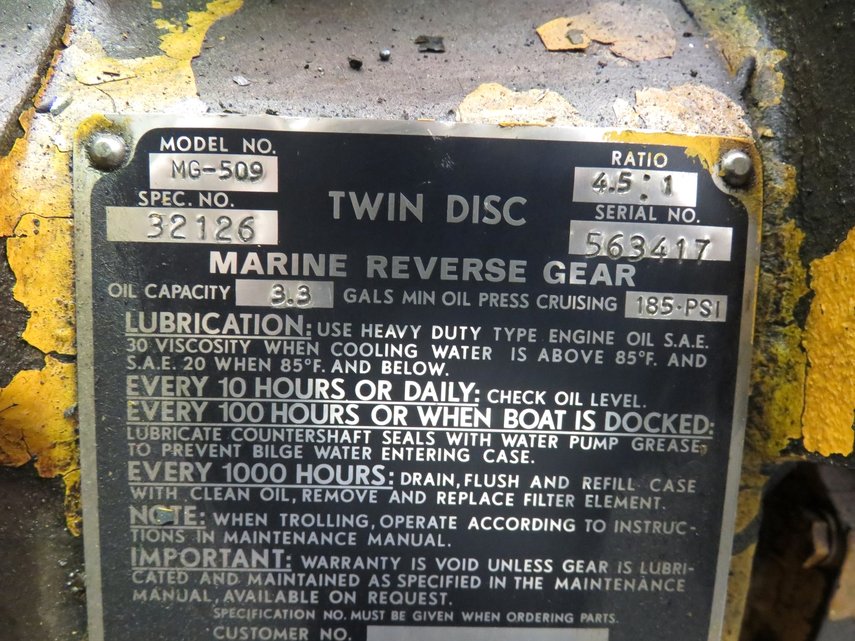 MODEL NO.
MG-509
SPEC. NO.
32126
TWIN DISC
RATIO
4.5:1
SERIAL NO.
563417
MARINE REVERSE GEAR
OIL CAPACITY 3.3 GALS MIN OIL PRESS CRUISING 185·PSI
LUBRICATION: USE HEAVY DUTY TYPE ENGINE OIL S.A.E.
30 VISCOSITY WHEN COOLING WATER IS ABOVE 85°F. AND
S.A.E. 20 WHEN 85°F. AND BELOW.
EVERY 10 HOURS OR DAILY: CHECK OIL LEVEL.
EVERY 100 HOURS OR WHEN BOAT IS DOCKED:
LUBRICATE COUNTERSHAFT SEALS WITH WATER PUMP GREASE,
TO PREVENT BILGE WATER ENTERING CASE.
EVERY 1000 HOURS: DRAIN, FLUSH AND REFILL CASE
WITH CLEAN OIL, REMOVE AND REPLACE FILTER ELEMENT.
NOTE: WHEN TROLLING, OPERATE ACCORDING TO INSTRUC-
TIONS IN MAINTENANCE MANUAL.
IMPORTANT: WARRANTY IS VOID UNLESS GEAR IS LUBRI-
CATED AND MAINTAINED AS SPECIFIED IN THE MAINTENANCE
MANUAL, AVAILABLE ON REQUEST.
SPECIFICATION NO. MUST BE GIVEN WHEN ORDERING PARTS.
CUSTOMER NO.